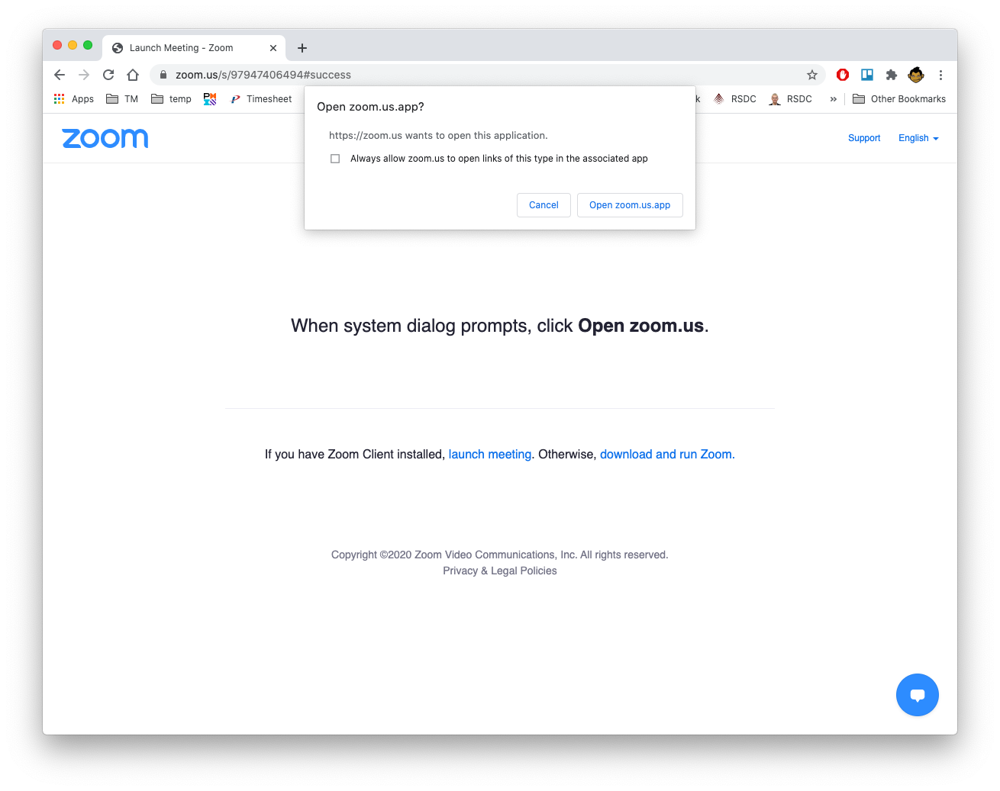 Launch Meeting - Zoom
zoom.us/s/97947406494#success
Apps TM temp Timesheet RSDC RSDC » Other Bookmarks
Open zoom.us.app?
https://zoom.us wants to open this application.
Always allow zoom.us to open links of this type in the associated app
Cancel Open zoom.us.app
zoom Support English
When system dialog prompts, click Open zoom.us.
If you have Zoom Client installed, launch meeting. Otherwise, download and run Zoom.
Copyright ©2020 Zoom Video Communications, Inc. All rights reserved.
Privacy & Legal Policies